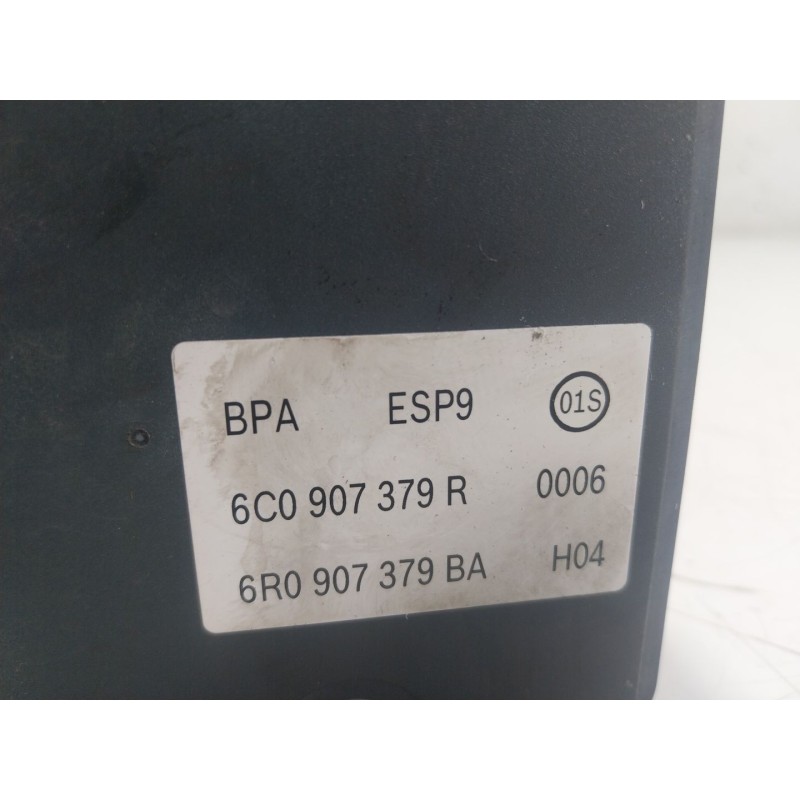 BPA ESP9 01S
6C0 907 379 R 0006
6R0 907 379 BA H04